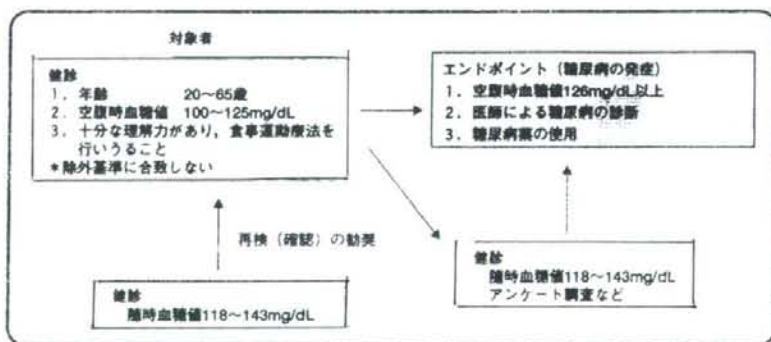 対象者
健診
1. 年齢 20~65歳
2. 空腹時血糖値 100~125mg/dL
3. 十分な理解力があり，食事運動療法を
行いうること
*除外基準に合致しない
エンドポイント（糖尿病の発症）
1. 空腹時血糖値126mg/dL以上
2. 医師による糖尿病の診断
3. 糖尿病薬の使用
再検（確認）の勧奨
健診
随時血糖値118~143mg/dL
健診
随時血糖値118~143mg/dL
アンケート調査など